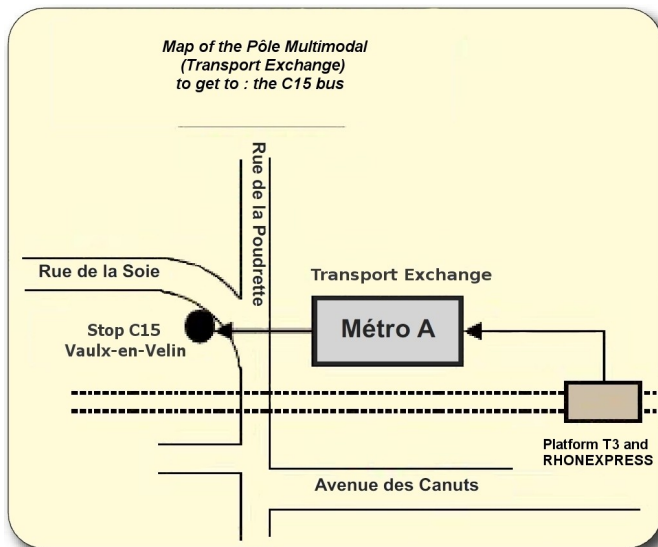 Map of the Pôle Multimodal
(Transport Exchange)
to get to : the C15 bus
Rue de la Poudrette
Rue de la Soie
Transport Exchange
Stop C15
Vaulx-en-Velin
Métro A
Platform T3 and
RHONEXPRESS
Avenue des Canuts